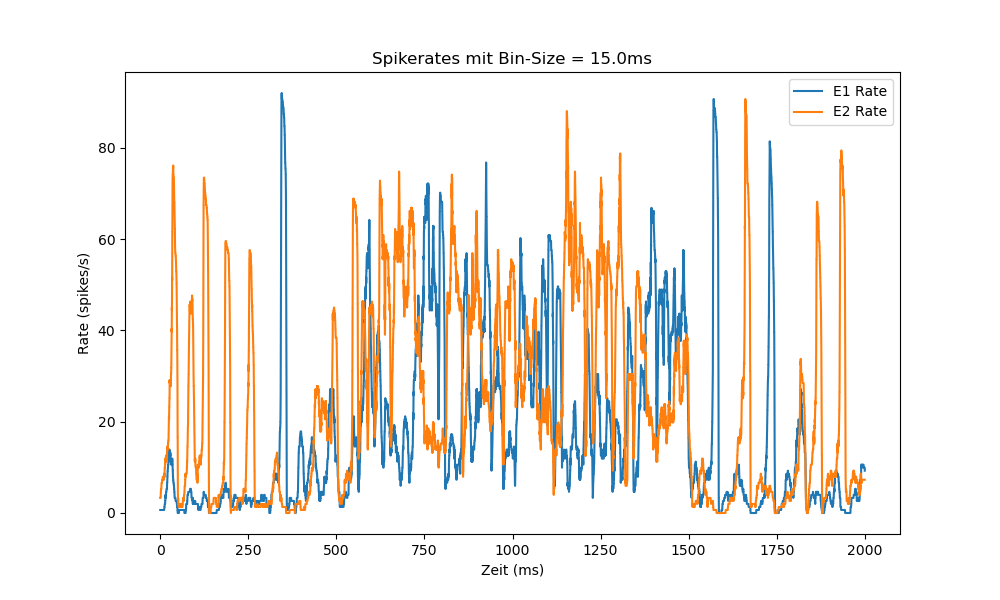 Spikerates mit Bin-Size = 15.0ms
E1 Rate
E2 Rate
Rate (spikes/s)
80
60
40
20
0
0 250 500 750 1000 1250 1500 1750 2000
Zeit (ms)